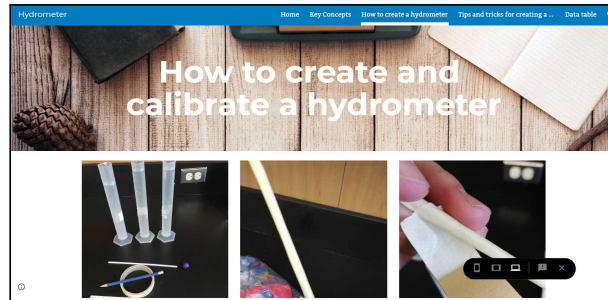 Hydrometer
Home Key Concepts How to create a hydrometer Tips and tricks for creating a ... Data table
How to create and
calibrate a hydrometer